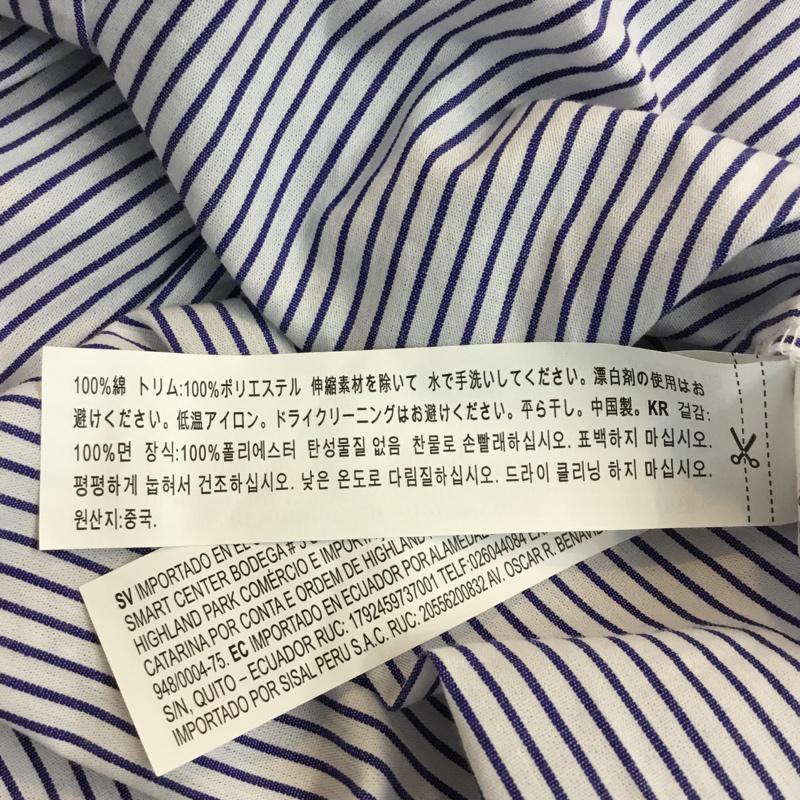 100%綿 トリム:100%ポリエステル 伸縮素材を除いて 水で手洗いしてください。漂白剤の使用はお
避けください。低温アイロン。ドライクリーニングはお避けください。平ら干し。中国製。KR 겉감:
100%면 장식:100%폴리에스터 탄성물질 없음 찬물로 손빨래하십시오. 표백하지 마십시오.
평평하게 눕혀서 건조하십시오. 낮은 온도로 다림질하십시오. 드라이 클리닝 하지 마십시오.
원산지:중국.
SV IMPORTADO EN EL
SMART CENTER BODEGA #
HIGHLAND PARK COMÉRCIO E IMPORTA
CATARINA POR CONTA E ORDEM DE HIGHLAND
948/0004-75. EC IMPORTADO EN ECUADOR POR ALAMEDA
S/N, QUITO – ECUADOR RUC: 1792459737001 TELF:026044084
IMPORTADO POR SISAL PERU S.A.C. RUC: 20556200832 AV. OSCAR R. BENAVID